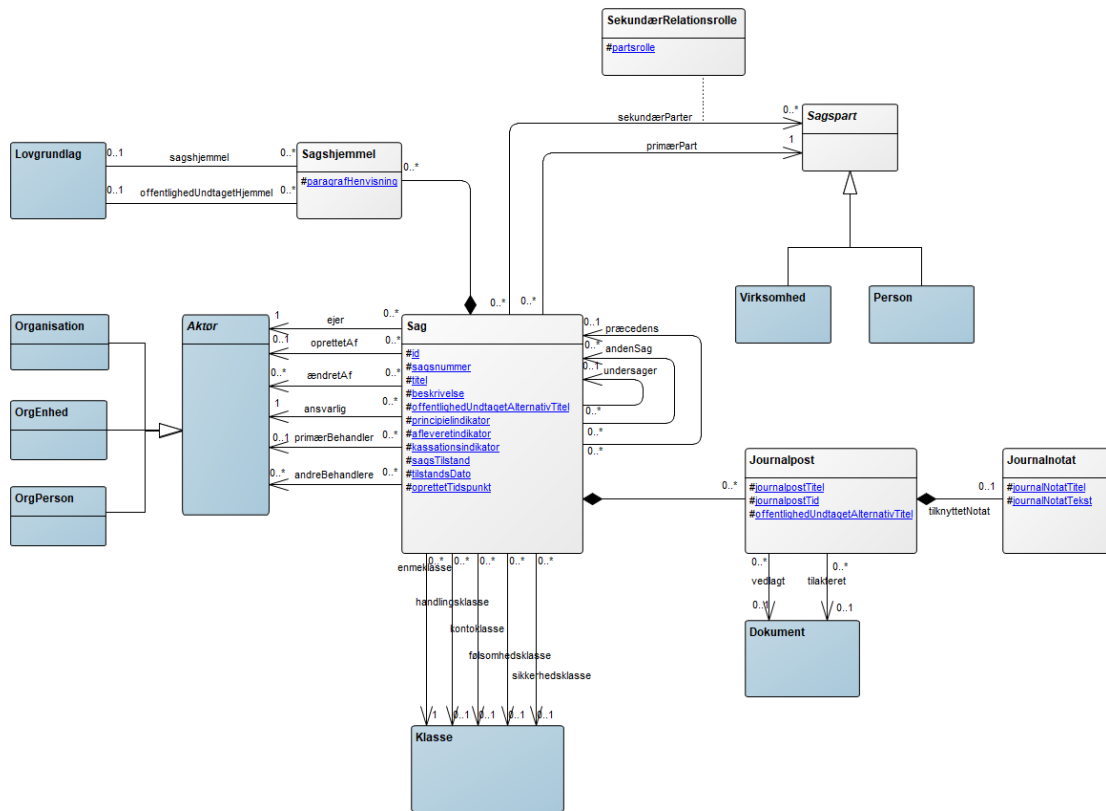 SekundærRelationsrolle
#partsrolle
sekundærParter
0..*
Sagspart
1
primærPart
Lovgrundlag
0..1
sagshjemmel
0..*
Sagshjemmel
#paragrafHenvisning
0..*
0..1
offentlighedUndtagetHjemmel
0..*
Virksomhed
Person
0..*
0..*
Organisation
OrgEnhed
OrgPerson
Aktør
1
ejer
0..*
0..1
oprettetAf
0..*
0..*
ændretAf
0..*
1
ansvarlig
0..*
0..1
primærBehandler
0..*
0..*
andreBehandlere
0..*
Sag
#id
#sagsnummer
#titel
#beskrivelse
#offentlighedUndtagetAlternativTitel
#principielIndikator
#afleveretindikator
#kassationsindikator
#sagsTilstand
#tilstandsDato
#oprettetTidspunkt
0..1
præcedens
0..*
andenSag
0..1
undersager
0..*
0..*
0..*
Journalpost
#journalpostTitel
#journalpostTid
#offentlighedUndtagetAlternativTitel
0..*
0..1
tilknyttetNotat
Journalnotat
#journalNotatTitel
#journalNotatTekst
0..*
vedlagt
0..1
0..*
tilakteret
0..1
Dokument
0..*
0..*
0..*
0..*
0..*
enmeklasse
handlingsklasse
kontoklasse
følsomhedsklasse
sikkerhedsklasse
1
0..1
0..1
0..1
0..1
Klasse